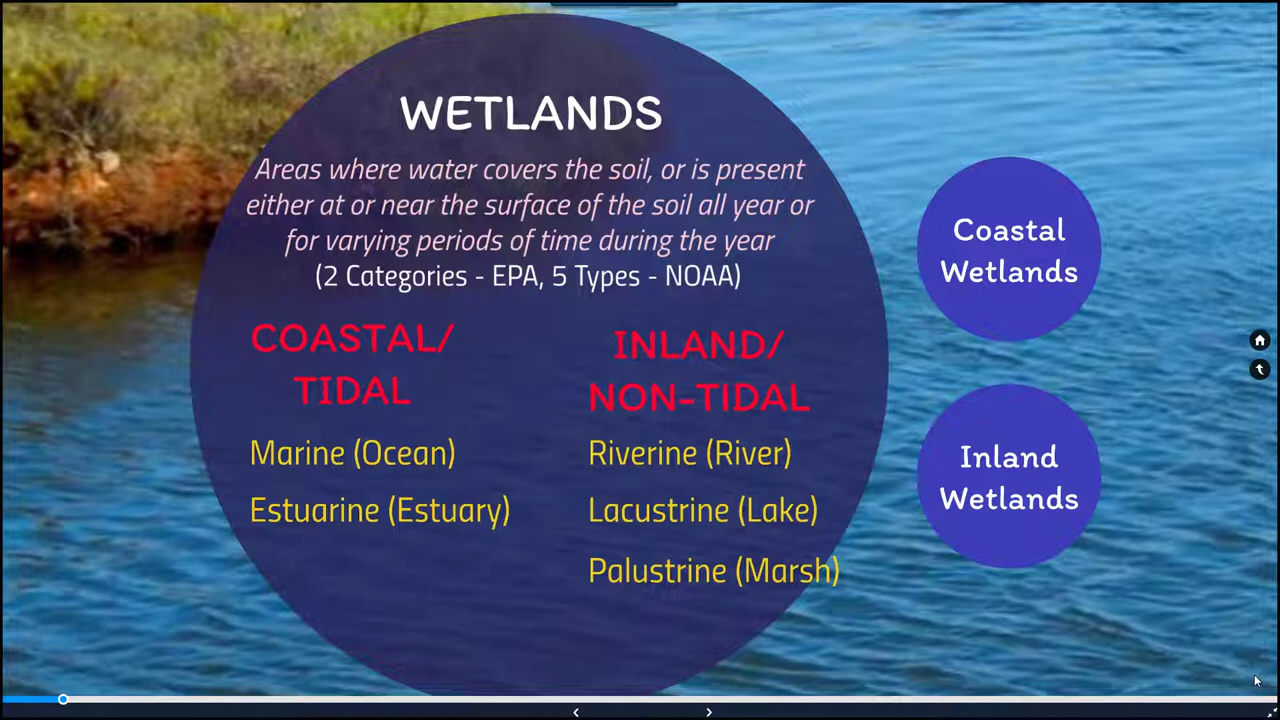 WETLANDS
Areas where water covers the soil, or is present
either at or near the surface of the soil all year or
for varying periods of time during the year
(2 Categories - EPA, 5 Types - NOAA)
COASTAL/
TIDAL
Marine (Ocean)
Estuarine (Estuary)
INLAND/
NON-TIDAL
Riverine (River)
Lacustrine (Lake)
Palustrine (Marsh)
Coastal
Wetlands
Inland
Wetlands